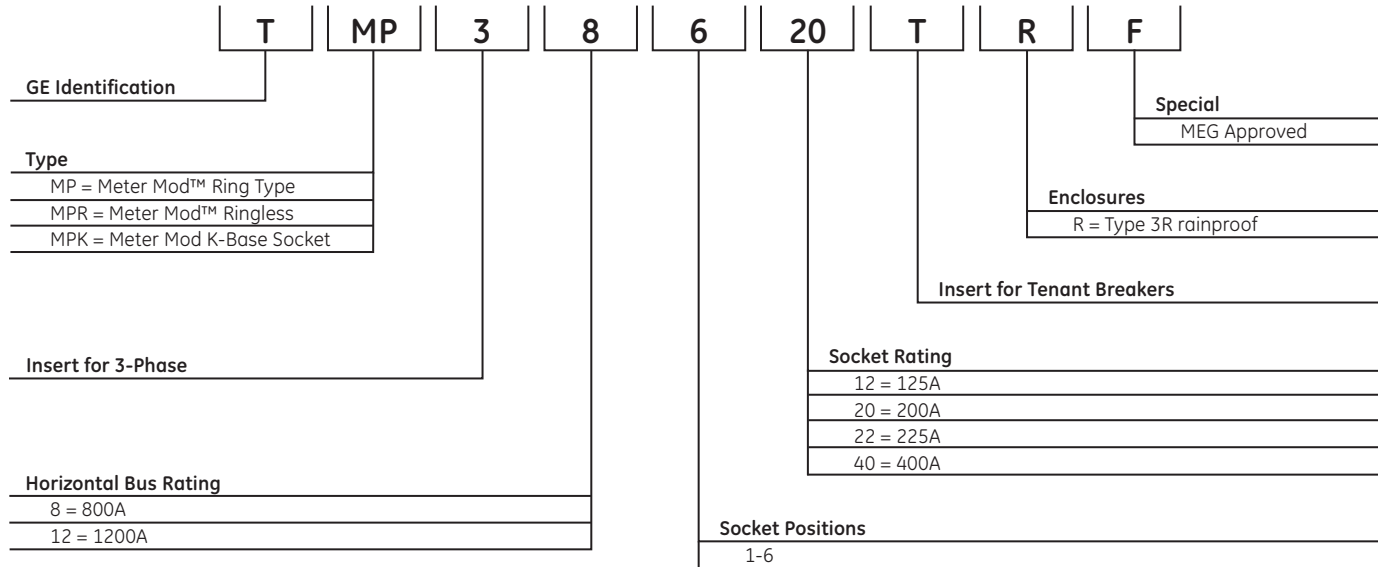 T MP 3 8 6 20 T R F
GE Identification
Type
MP = Meter Mod™ Ring Type
MPR = Meter Mod™ Ringless
MPK = Meter Mod K-Base Socket
Insert for 3-Phase
Horizontal Bus Rating
8 = 800A
12 = 1200A
Special
MEG Approved
Enclosures
R = Type 3R rainproof
Insert for Tenant Breakers
Socket Rating
12 = 125A
20 = 200A
22 = 225A
40 = 400A
Socket Positions
1-6